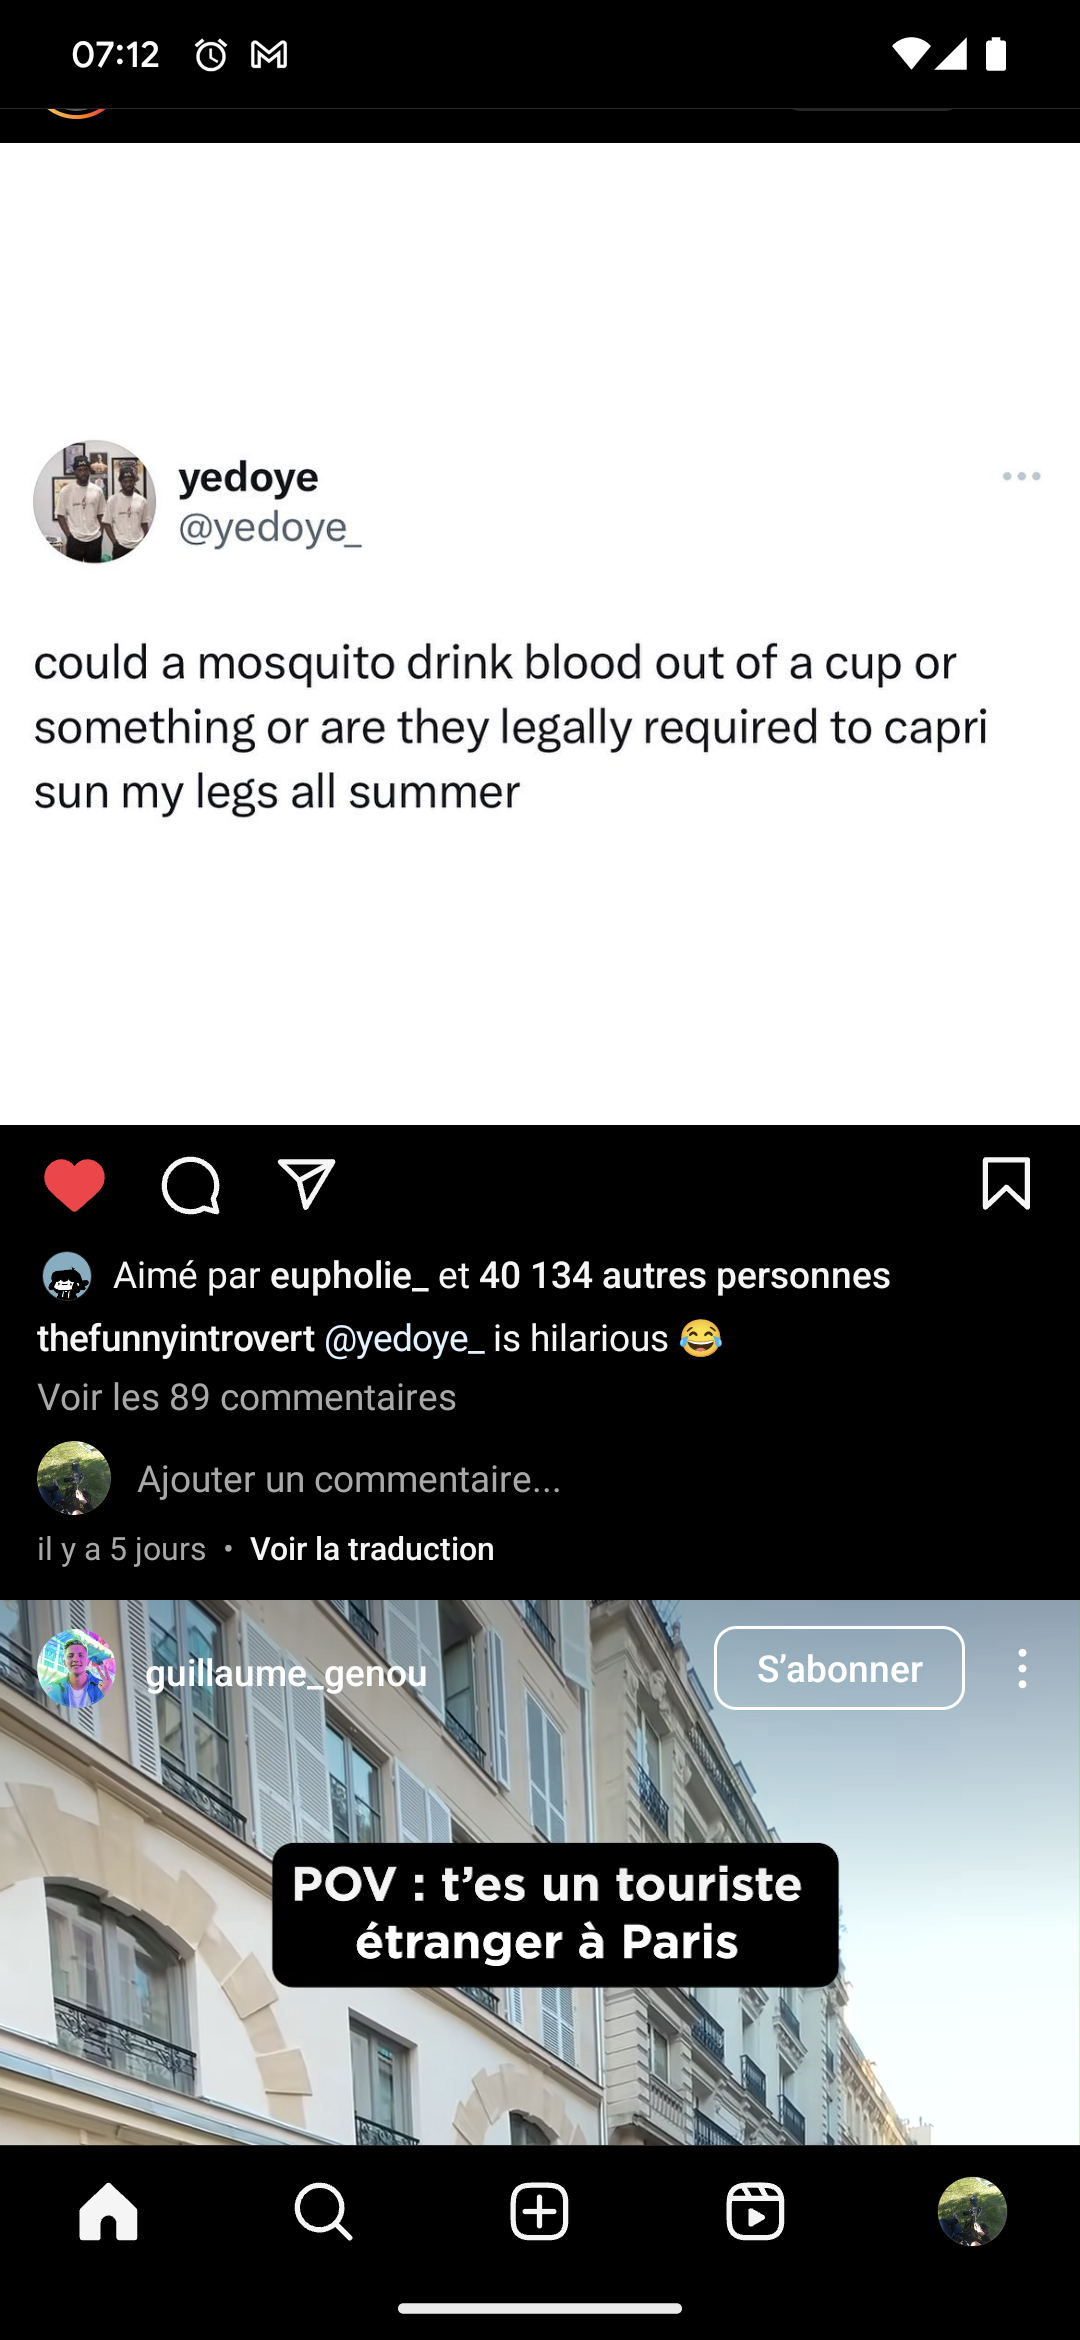 07:12
yedoye
@yedoye_
could a mosquito drink blood out of a cup or
something or are they legally required to capri
sun my legs all summer
Aimé par eupholie_ et 40 134 autres personnes
thefunnyintrovert @yedoye_ is hilarious 😂
Voir les 89 commentaires
Ajouter un commentaire...
il y a 5 jours • Voir la traduction
guillaume_genou
S’abonner
POV : t’es un touriste
étranger à Paris